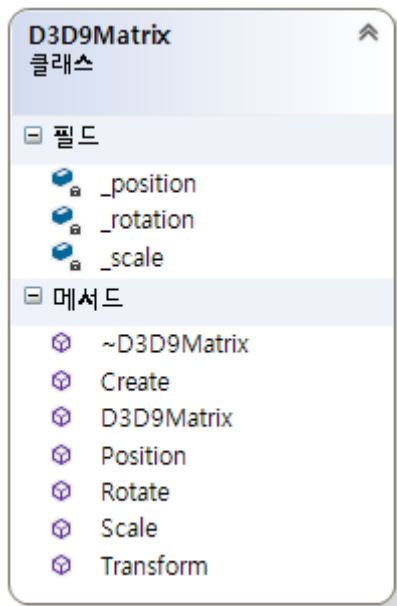 D3D9Matrix
클래스
필드
_position
_rotation
_scale
메서드
~D3D9Matrix
Create
D3D9Matrix
Position
Rotate
Scale
Transform